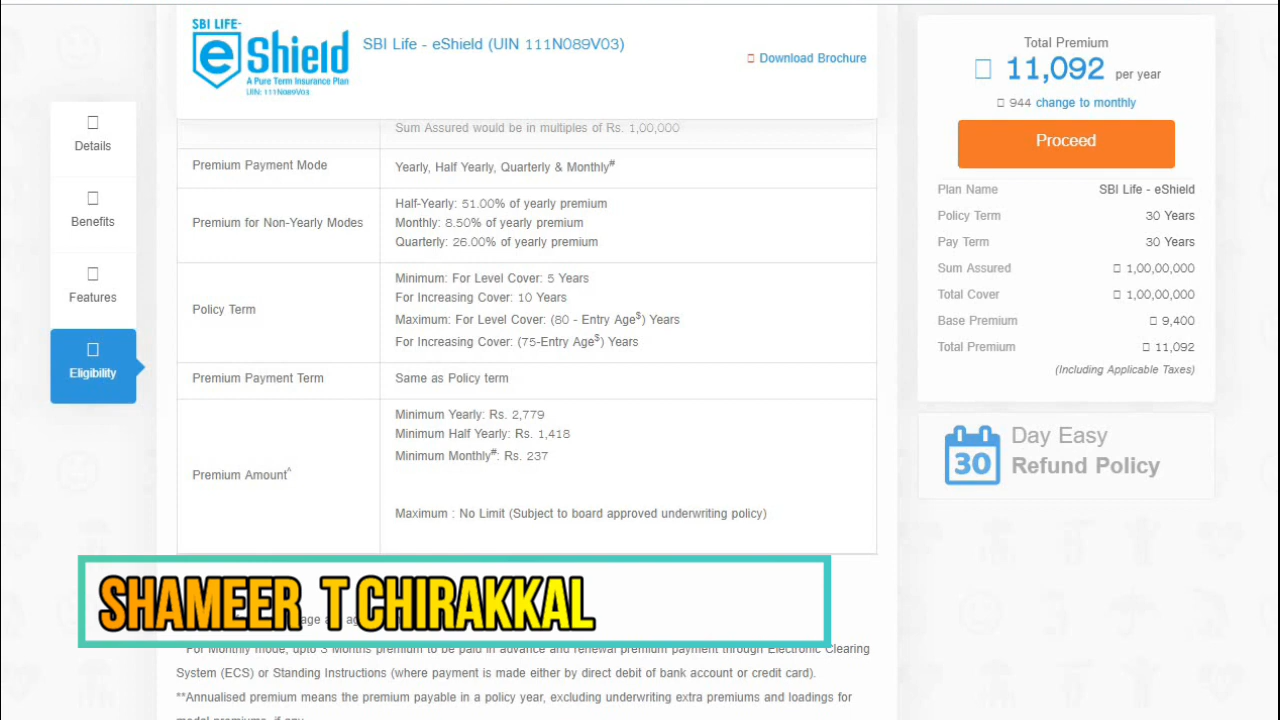 SBI LIFE-
eShield
A Pure Term Insurance Plan
UIN: 111N089V03
SBI Life - eShield (UIN 111N089V03)
Download Brochure
Details
Benefits
Features
Eligibility
Sum Assured would be in multiples of Rs. 1,00,000
Premium Payment Mode
Yearly, Half Yearly, Quarterly & Monthly#
Premium for Non-Yearly Modes
Half-Yearly: 51.00% of yearly premium
Monthly: 8.50% of yearly premium
Quarterly: 26.00% of yearly premium
Policy Term
Minimum: For Level Cover: 5 Years
For Increasing Cover: 10 Years
Maximum: For Level Cover: (80 - Entry Age$) Years
For Increasing Cover: (75-Entry Age$) Years
Premium Payment Term
Same as Policy term
Premium Amount^
Minimum Yearly: Rs. 2,779
Minimum Half Yearly: Rs. 1,418
Minimum Monthly#: Rs. 237
Maximum : No Limit (Subject to board approved underwriting policy)
SHAMEER T CHIRAKKAL
For Monthly mode, upto 3 Months premium to be paid in advance and renewal premium payment through Electronic Clearing
System (ECS) or Standing Instructions (where payment is made either by direct debit of bank account or credit card).
**Annualised premium means the premium payable in a policy year, excluding underwriting extra premiums and loadings for
Total Premium
11,092 per year
944 change to monthly
Proceed
Plan Name SBI Life - eShield
Policy Term 30 Years
Pay Term 30 Years
Sum Assured 1,00,00,000
Total Cover 1,00,00,000
Base Premium 9,400
Total Premium 11,092
(Including Applicable Taxes)
30
Day Easy
Refund Policy